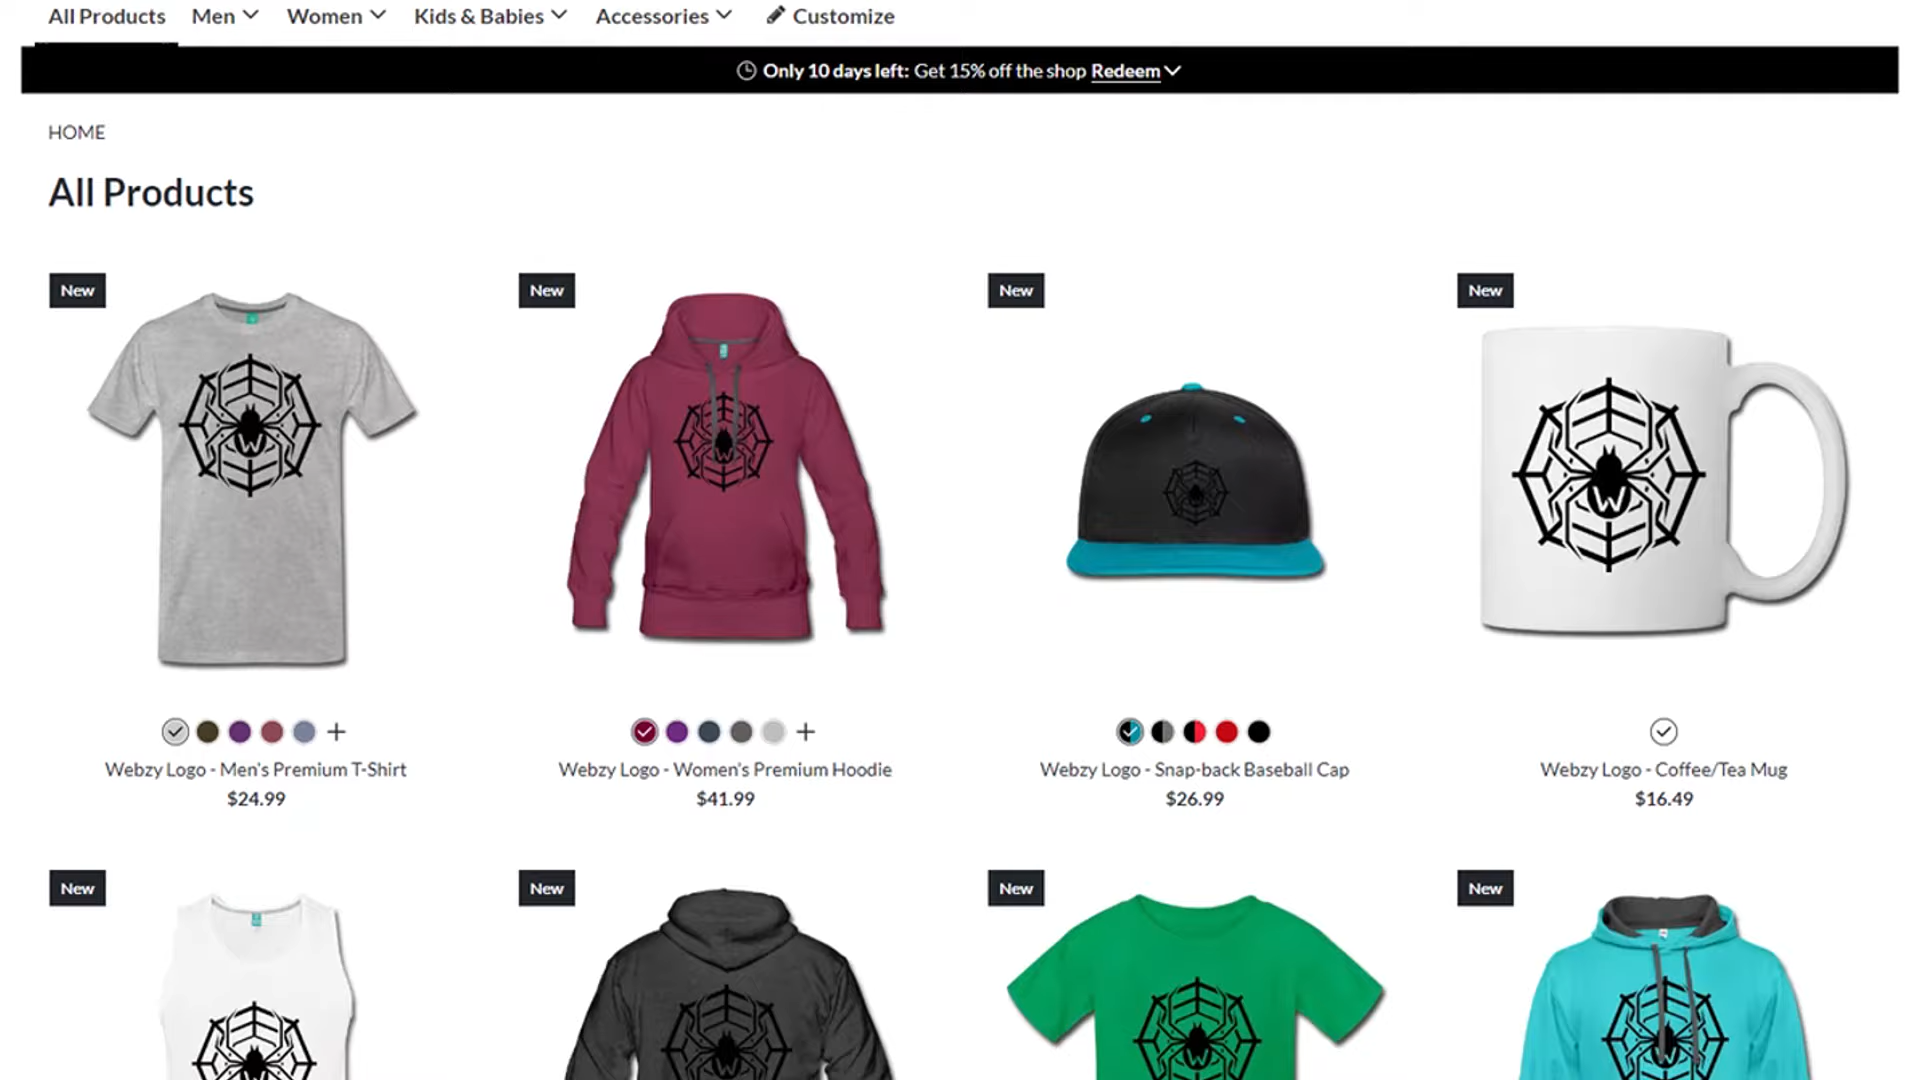 All Products Men Women Kids & Babies Accessories Customize
Only 10 days left: Get 15% off the shop Redeem
HOME
All Products
New New New New
W W W W
Webzy Logo - Men's Premium T-Shirt Webzy Logo - Women's Premium Hoodie Webzy Logo - Snap-back Baseball Cap Webzy Logo - Coffee/Tea Mug
$24.99 $41.99 $26.99 $16.49
New New New New
W W W W